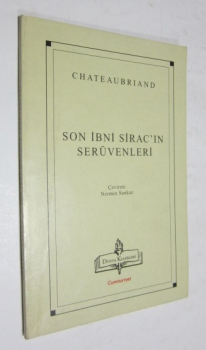 CHATEAUBRIAND
SON İBNİ SİRAC'IN
SERÜVENLERİ
Çeviren:
Dünya Klasikleri
Cumhuriyet